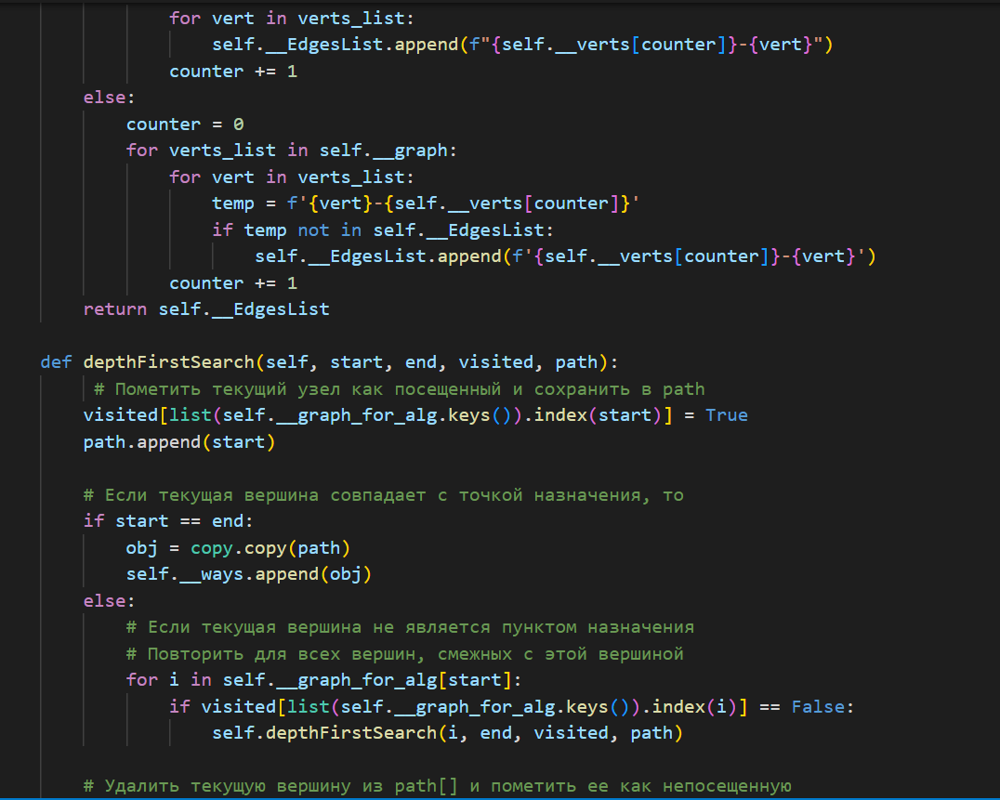 for vert in verts_list:
self.__EdgesList.append(f"{self.__verts[counter]}-{vert}")
counter += 1
else:
counter = 0
for verts_list in self.__graph:
for vert in verts_list:
temp = f'{vert}-{self.__verts[counter]}'
if temp not in self.__EdgesList:
self.__EdgesList.append(f'{self.__verts[counter]}-{vert}')
counter += 1
return self.__EdgesList
def depthFirstSearch(self, start, end, visited, path):
# Пометить текущий узел как посещенный и сохранить в path
visited[list(self.__graph_for_alg.keys()).index(start)] = True
path.append(start)
# Если текущая вершина совпадает с точкой назначения, то
if start == end:
obj = copy.copy(path)
self.__ways.append(obj)
else:
# Если текущая вершина не является пунктом назначения
# Повторить для всех вершин, смежных с этой вершиной
for i in self.__graph_for_alg[start]:
if visited[list(self.__graph_for_alg.keys()).index(i)] == False:
self.depthFirstSearch(i, end, visited, path)
# Удалить текущую вершину из path[] и пометить ее как непосещенную